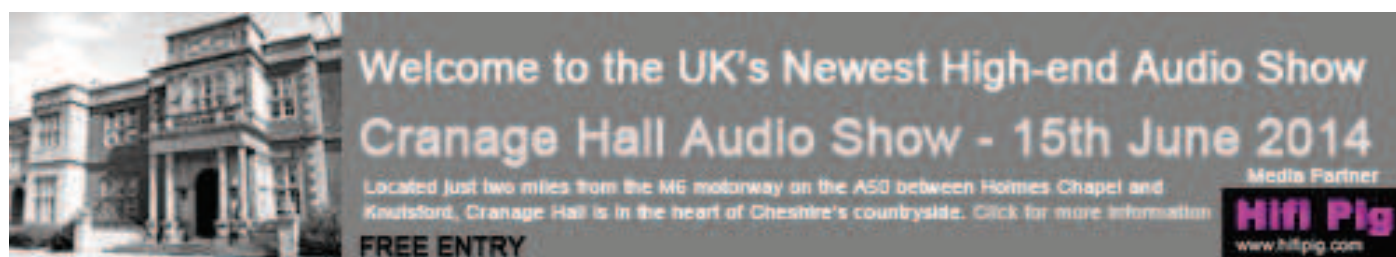 Welcome to the UK's Newest High-end Audio Show
Cranage Hall Audio Show - 15th June 2014
Media Partner
Located just two miles from the M6 motorway on the A50 between Holmes Chapel and
Knutsford, Cranage Hall is in the heart of Cheshire's countryside. Click for more information
Hifi Pig
FREE ENTRY
www.hifipig.com